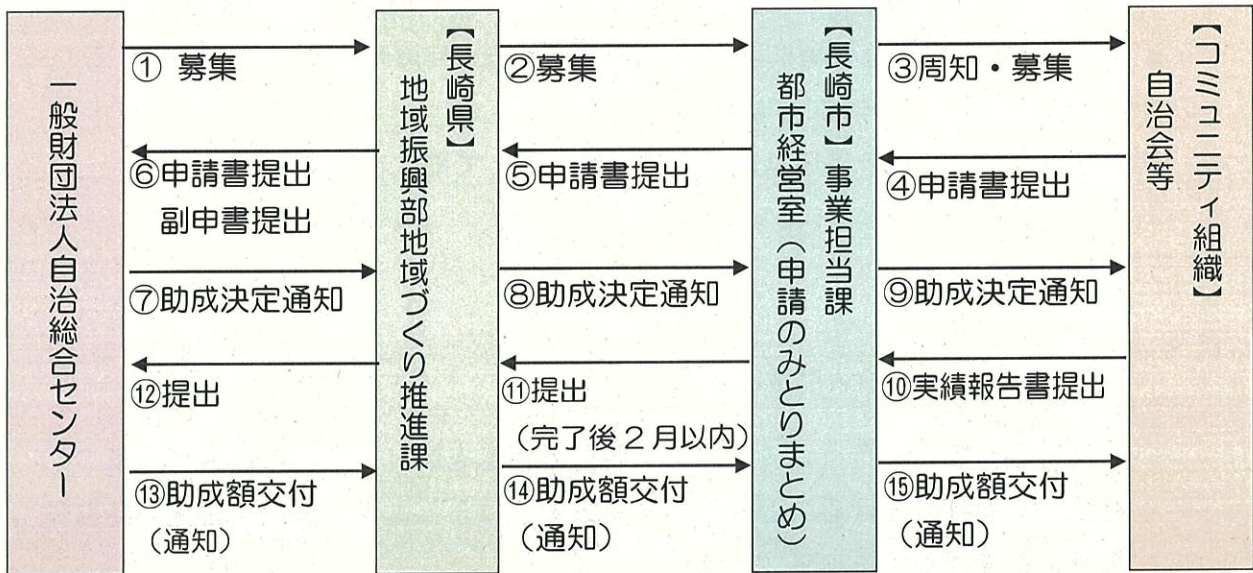 一般財団法人自治総合センター
① 募集
⑥申請書提出
副申書提出
⑦助成決定通知
⑫提出
⑬助成額交付
（通知）
【長崎県】
地域振興部地域づくり推進課
②募集
⑤申請書提出
⑧助成決定通知
⑪提出
（完了後２月以内）
⑭助成額交付
（通知）
【長崎市】事業担当課
都市経営室（申請のみとりまとめ）
③周知・募集
④申請書提出
⑨助成決定通知
⑩実績報告書提出
⑮助成額交付
（通知）
【コミュニティ組織】
自治会等